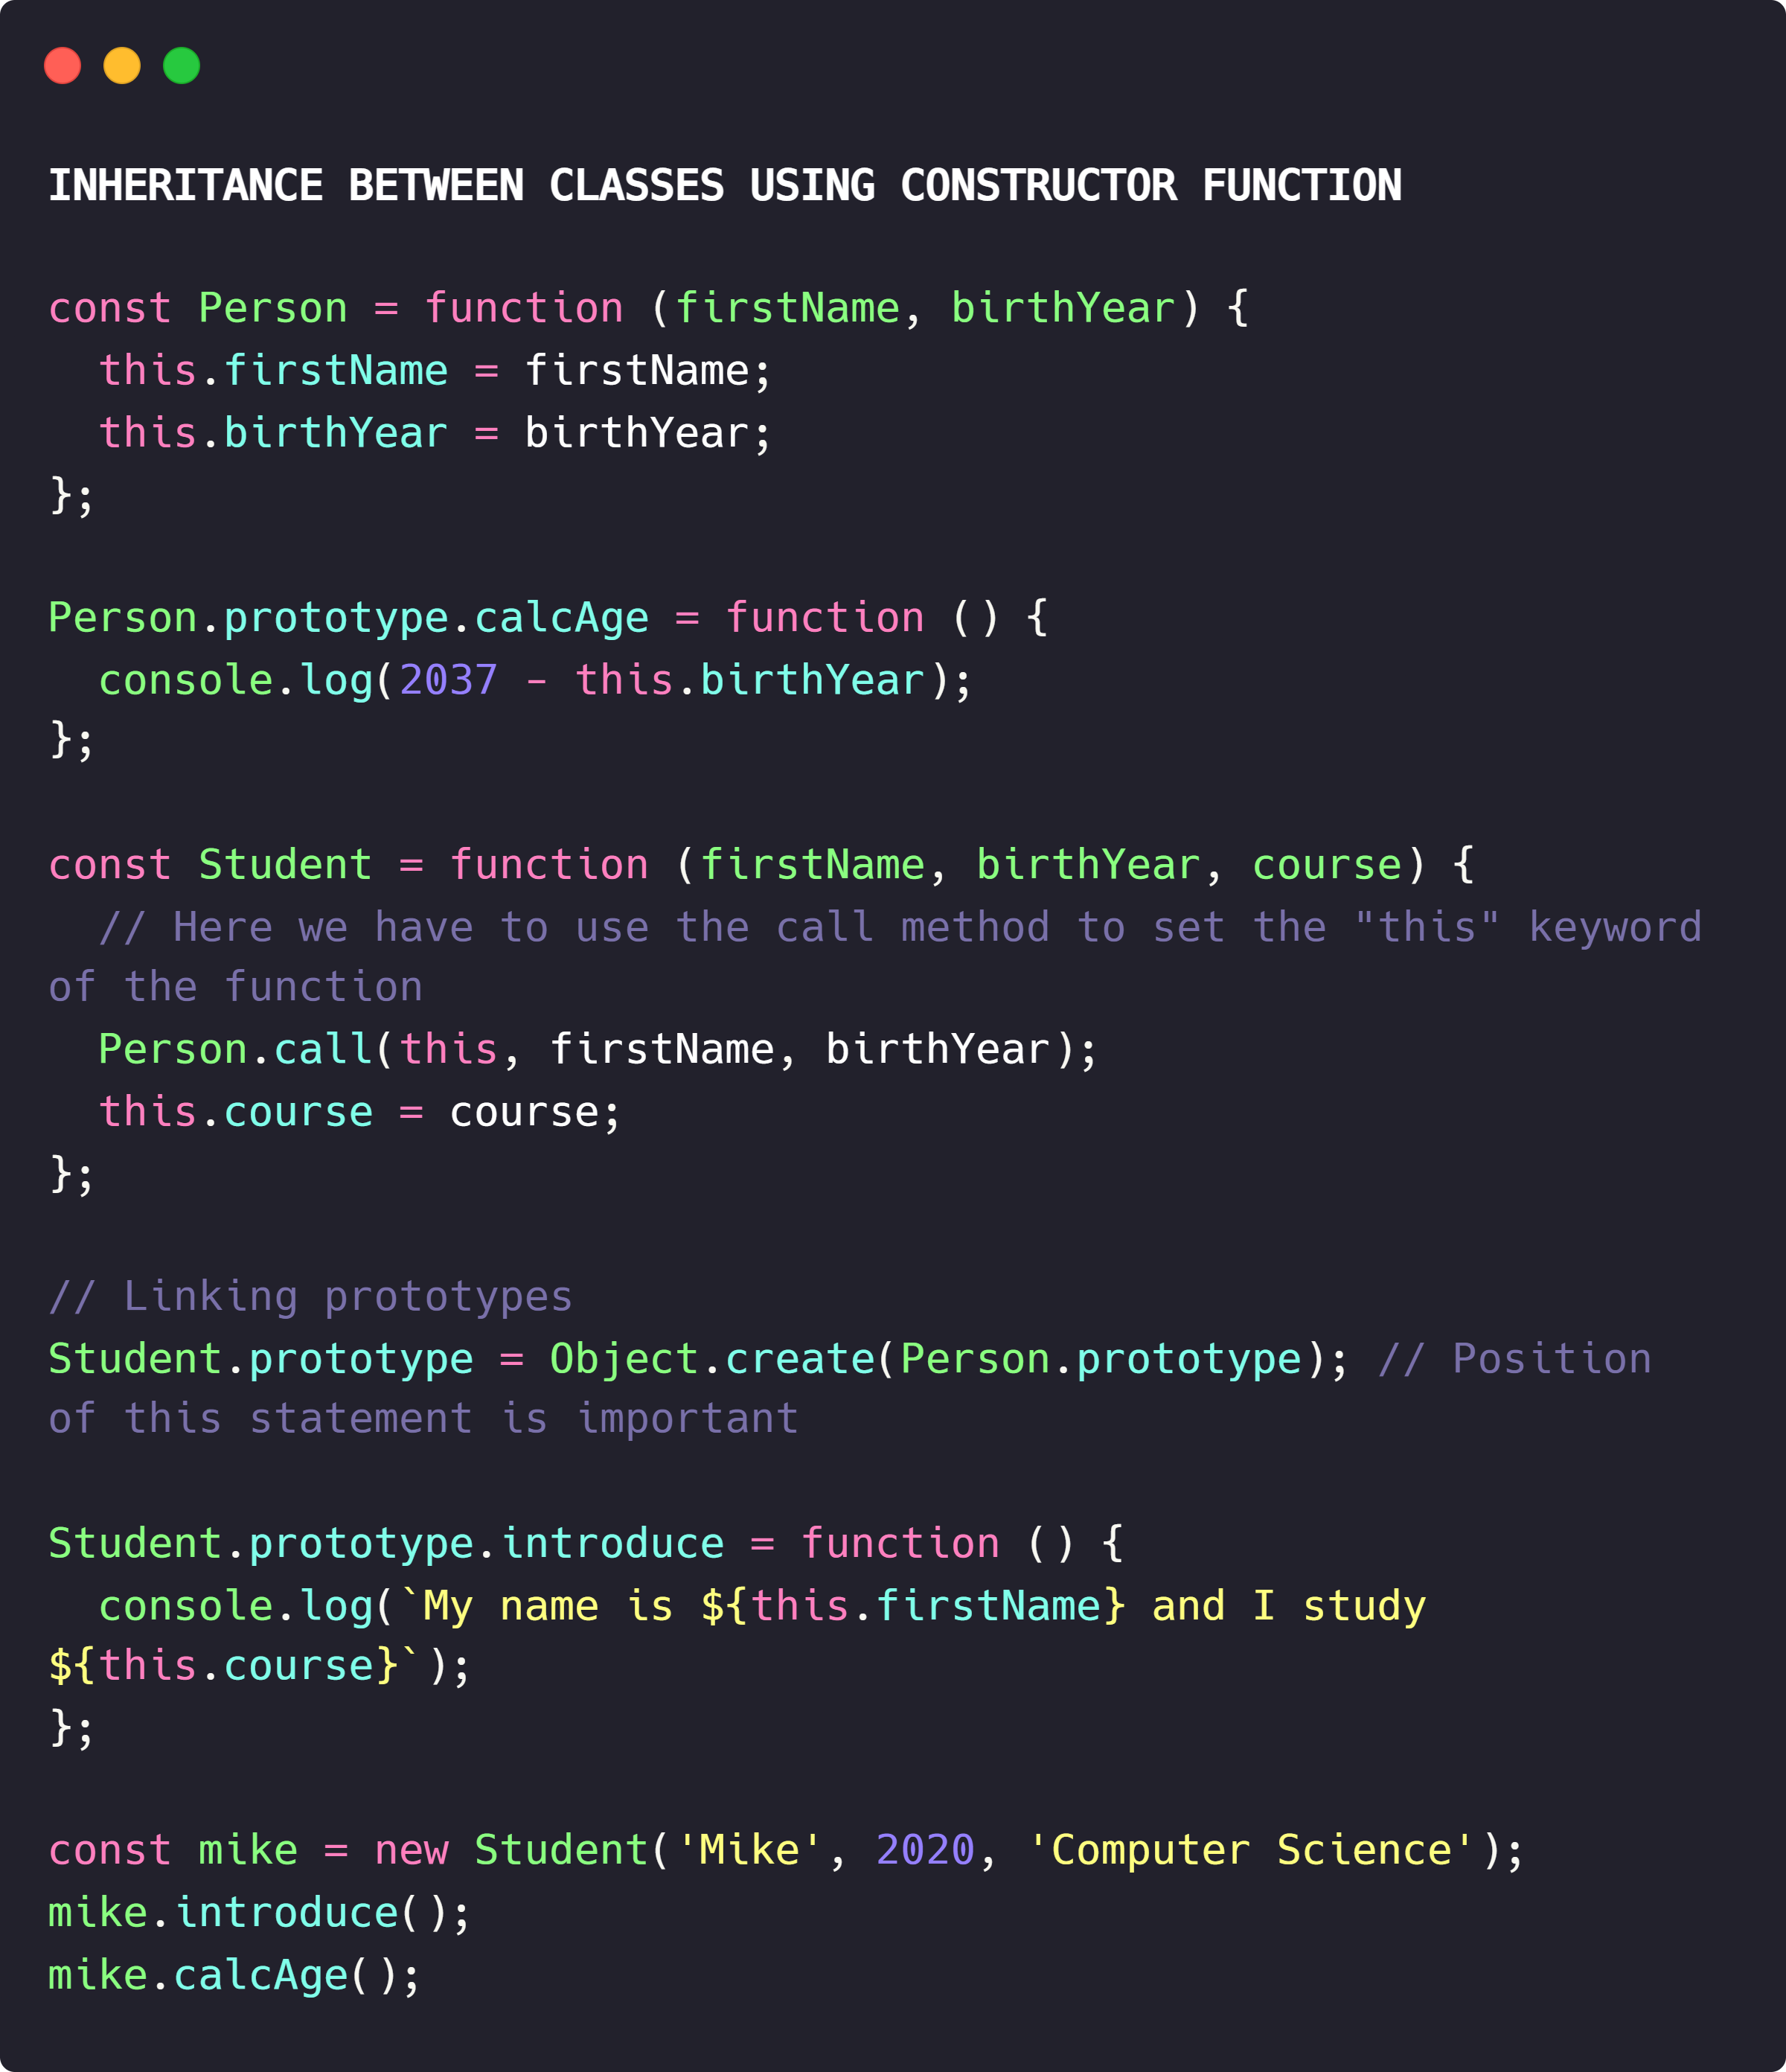 INHERITANCE BETWEEN CLASSES USING CONSTRUCTOR FUNCTION
const Person = function (firstName, birthYear) {
  this.firstName = firstName;
  this.birthYear = birthYear;
};
Person.prototype.calcAge = function () {
  console.log(2037 - this.birthYear);
};
const Student = function (firstName, birthYear, course) {
  // Here we have to use the call method to set the "this" keyword
of the function
  Person.call(this, firstName, birthYear);
  this.course = course;
};
// Linking prototypes
Student.prototype = Object.create(Person.prototype); // Position
of this statement is important
Student.prototype.introduce = function () {
  console.log(`My name is ${this.firstName} and I study
${this.course}`);
};
const mike = new Student('Mike', 2020, 'Computer Science');
mike.introduce();
mike.calcAge();